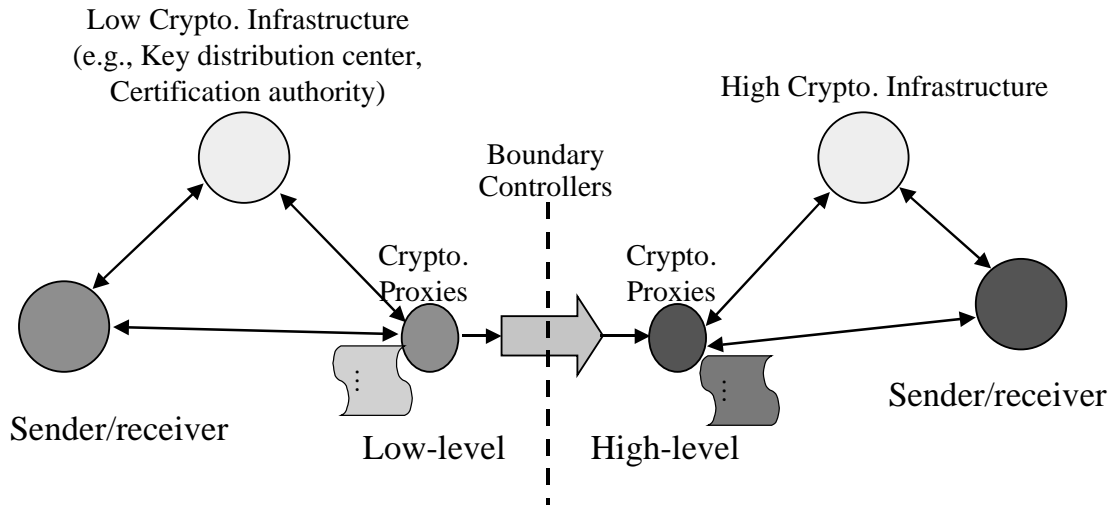 Low Crypto. Infrastructure
(e.g., Key distribution center,
Certification authority)
High Crypto. Infrastructure
Boundary
Controllers
Crypto.
Proxies
Crypto.
Proxies
...
...
Sender/receiver
Sender/receiver
Low-level
High-level